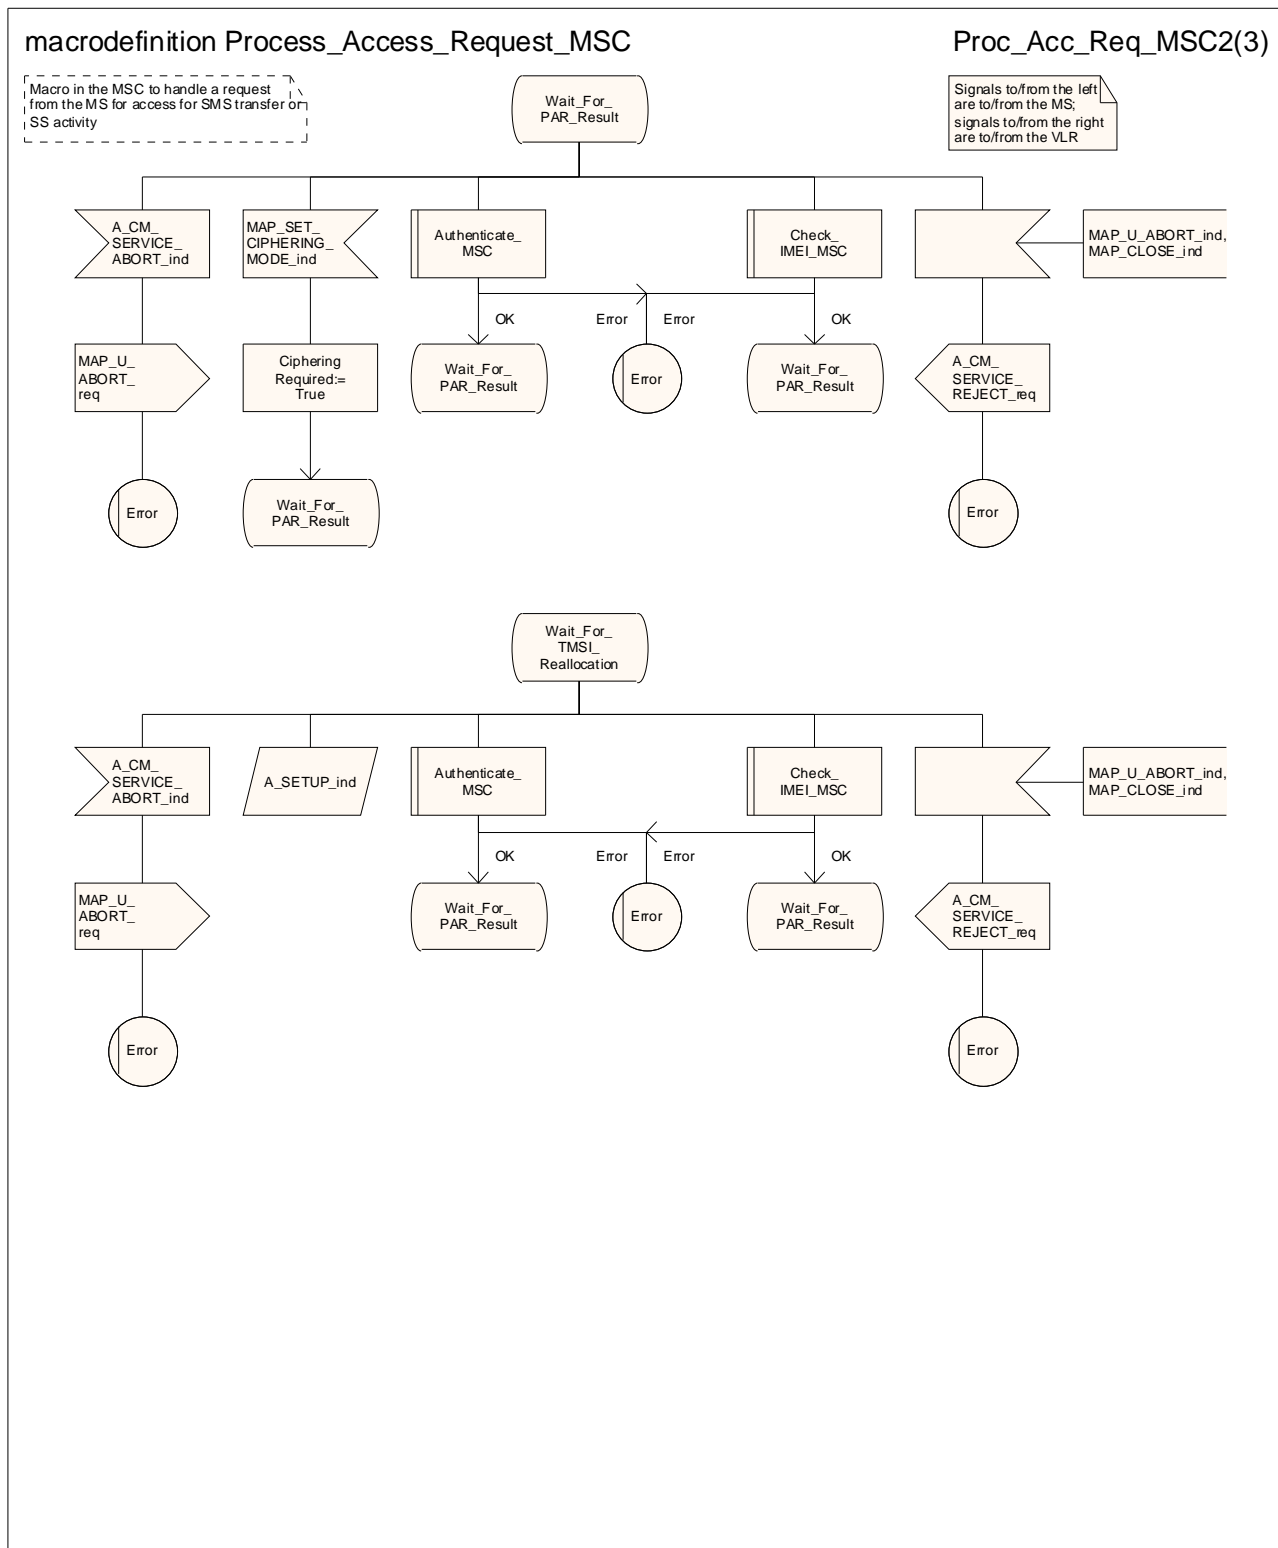 macrodefinition Process_Access_Request_MSC
Proc_Acc_Req_MSC2(3)
Macro in the MSC to handle a request
from the MS for access for SMS transfer or
SS activity
Wait_For_
PAR_Result
Signals to/from the left
are to/from the MS;
signals to/from the right
are to/from the VLR
A_CM_
SERVICE_
ABORT_ind
MAP_SET_
CIPHERING_
MODE_ind
Authenticate_
MSC
Check_
IMEI_MSC
MAP_U_ABORT_ind,
MAP_CLOSE_ind
OK
Error
Error
OK
MAP_U_
ABORT_
req
Ciphering
Required:=
True
Wait_For_
PAR_Result
Error
Wait_For_
PAR_Result
A_CM_
SERVICE_
REJECT_req
Error
Wait_For_
PAR_Result
Error
Wait_For_
TMSI_
Reallocation
A_CM_
SERVICE_
ABORT_ind
A_SETUP_ind
Authenticate_
MSC
Check_
IMEI_MSC
MAP_U_ABORT_ind,
MAP_CLOSE_ind
OK
Error
Error
OK
MAP_U_
ABORT_
req
Wait_For_
PAR_Result
Error
Wait_For_
PAR_Result
A_CM_
SERVICE_
REJECT_req
Error
Error